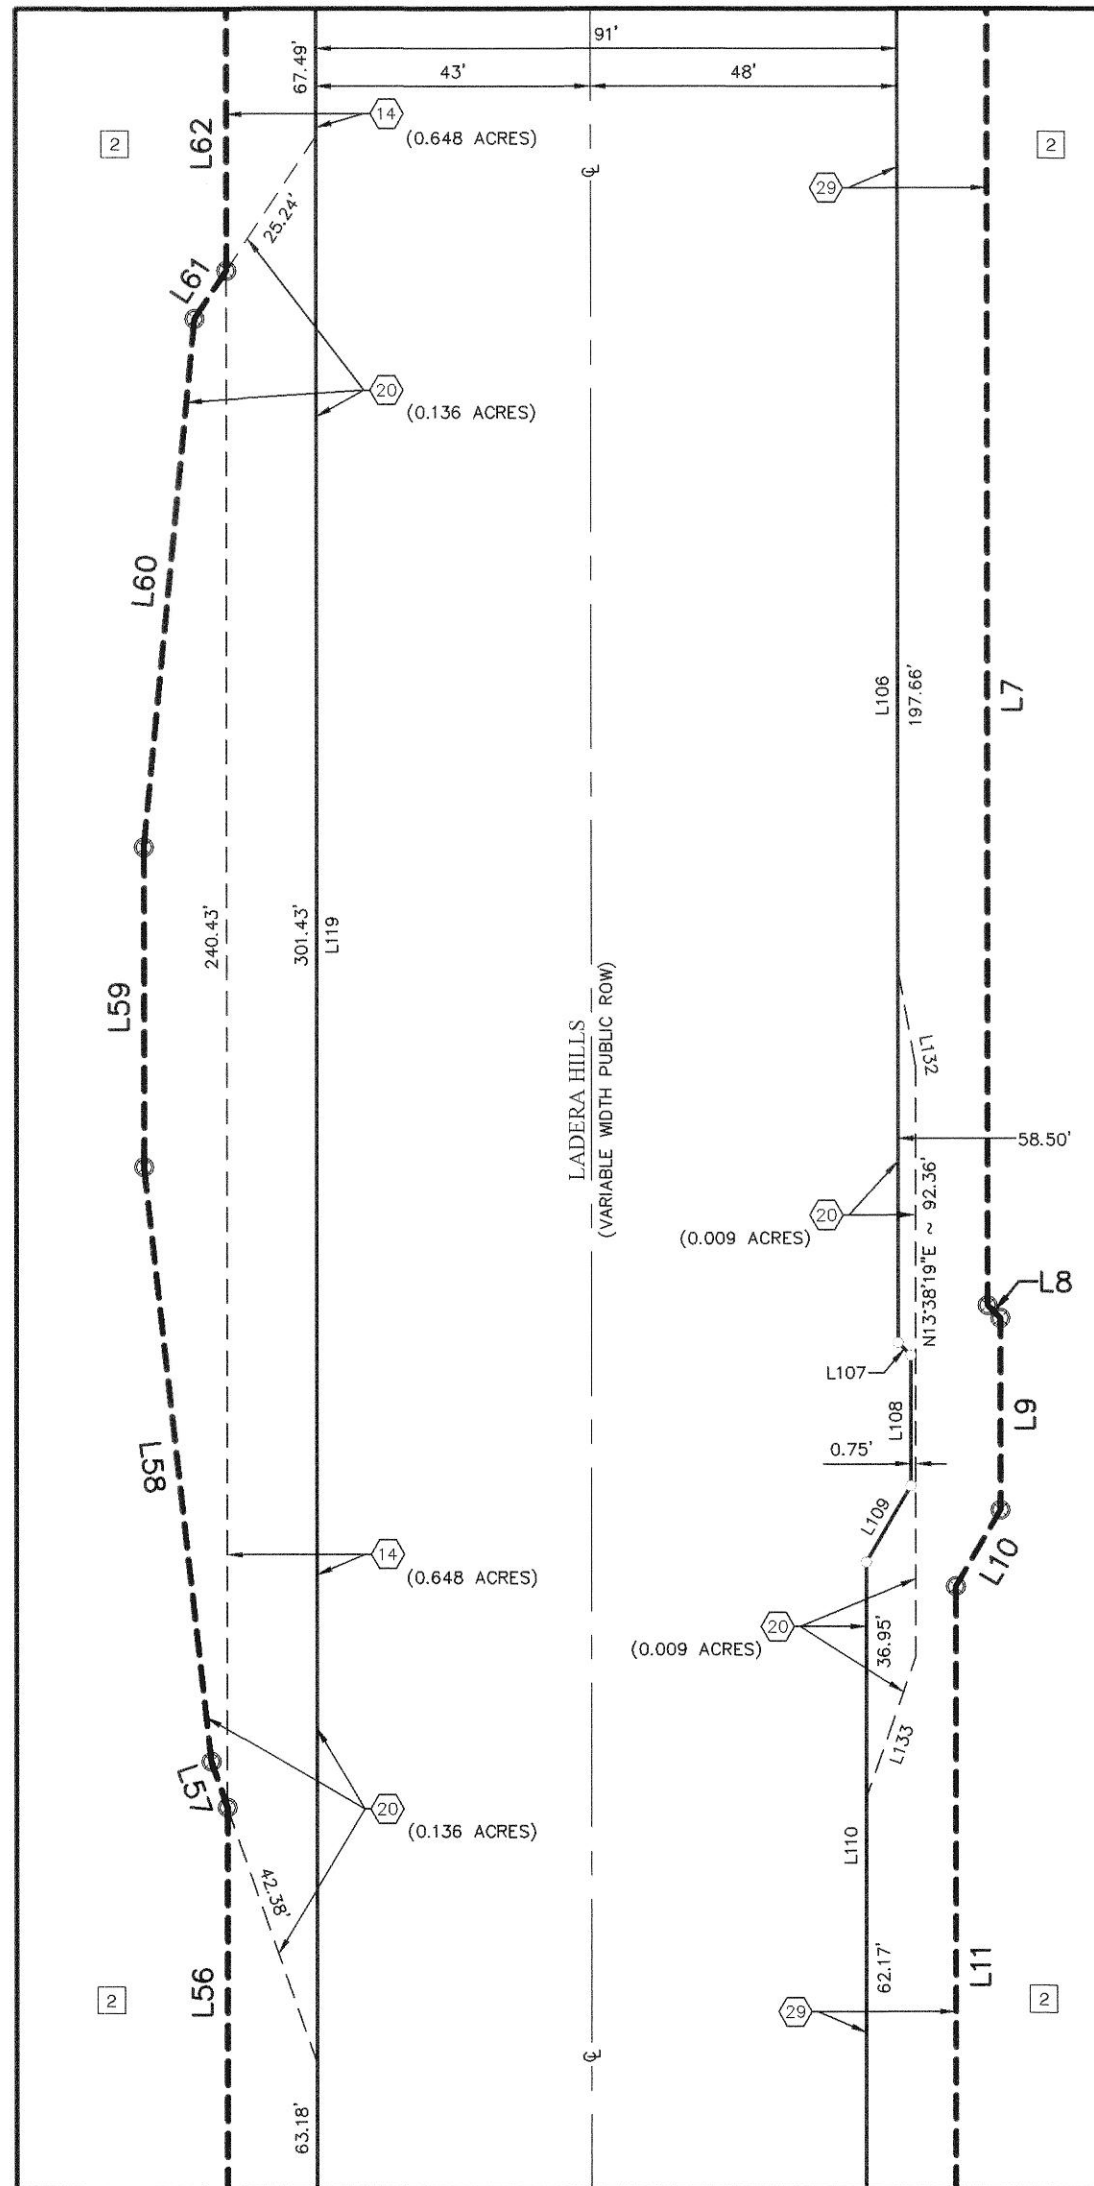 91'
67.49'
43'
48'
14
(0.648 ACRES)
2
L62
2
℄
29
25.24'
L61
20
(0.136 ACRES)
L60
L106
197.66'
L7
240.43'
301.43'
L119
L59
LADERA HILLS
(VARIABLE WIDTH PUBLIC ROW)
L132
58.50'
20
(0.009 ACRES)
N13°38'19"E ~ 92.36'
L8
L107
L108
L9
0.75'
L58
L109
L10
14
(0.648 ACRES)
20
(0.009 ACRES)
36.95'
L133
L57
20
(0.136 ACRES)
L110
42.38'
L56
62.17'
L11
2
2
29
℄
63.18'